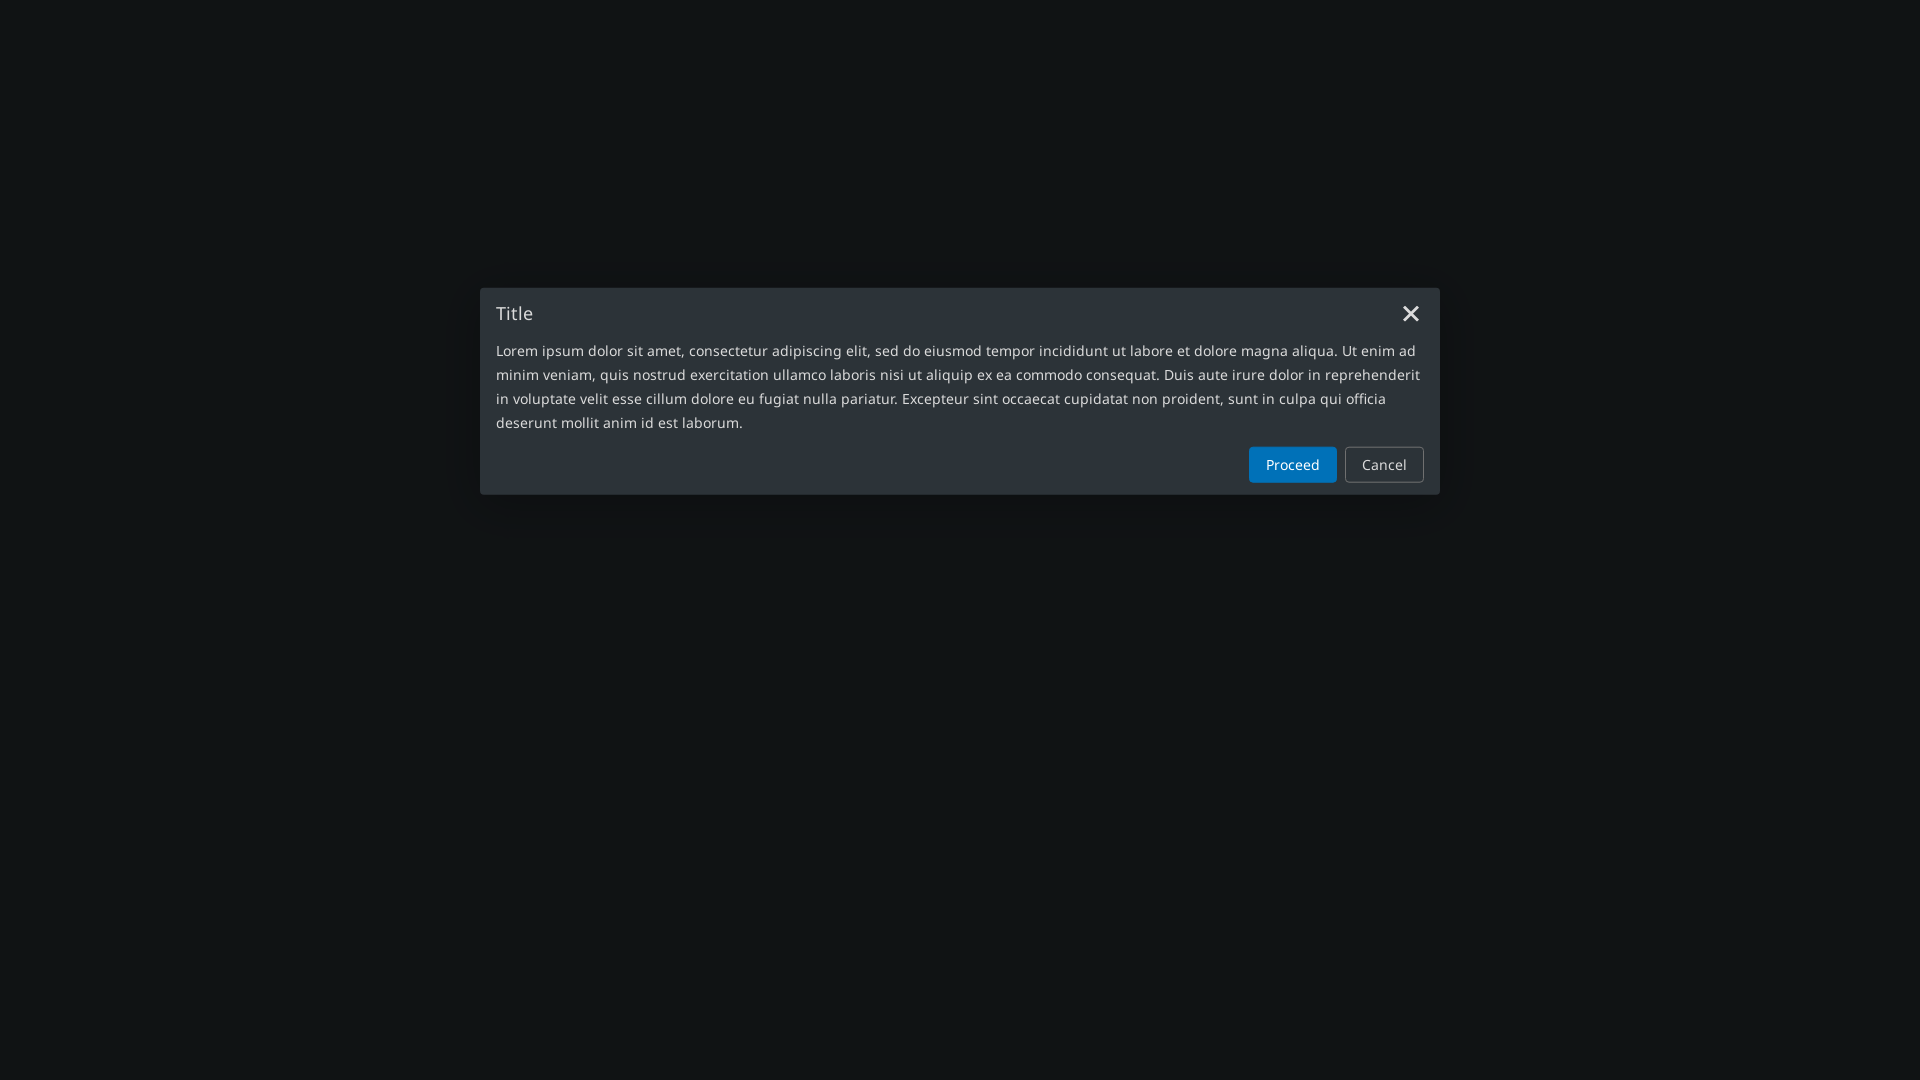 Title
Lorem ipsum dolor sit amet, consectetur adipiscing elit, sed do eiusmod tempor incididunt ut labore et dolore magna aliqua. Ut enim ad
minim veniam, quis nostrud exercitation ullamco laboris nisi ut aliquip ex ea commodo consequat. Duis aute irure dolor in reprehenderit
in voluptate velit esse cillum dolore eu fugiat nulla pariatur. Excepteur sint occaecat cupidatat non proident, sunt in culpa qui officia
deserunt mollit anim id est laborum.
Proceed Cancel